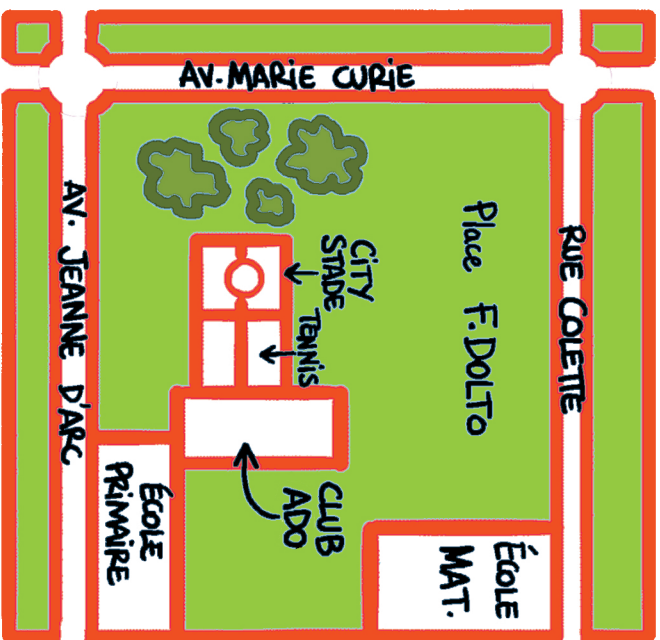 AV. MARIE CURIE
AV. JEANNE D'ARC
CITY
STADE
TENNIS
Place F. DOLTO
RUE COLETTE
CLUB
ADO
ÉCOLE
PRIMAIRE
ÉCOLE
MAT.